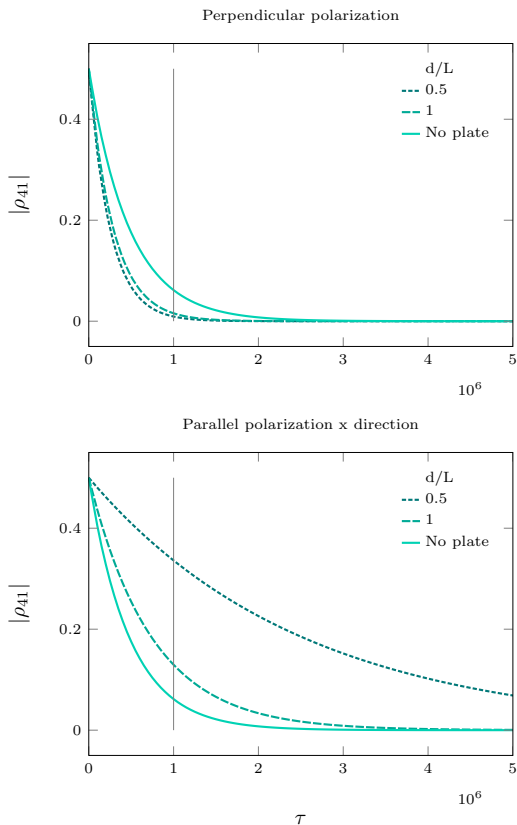 Perpendicular polarization
d/L
0.5
1
No plate
0.4
0.2
0
|ρ41|
0 1 2 3 4 5
10^6
Parallel polarization x direction
d/L
0.5
1
No plate
0.4
0.2
0
|ρ41|
0 1 2 3 4 5
10^6
τ